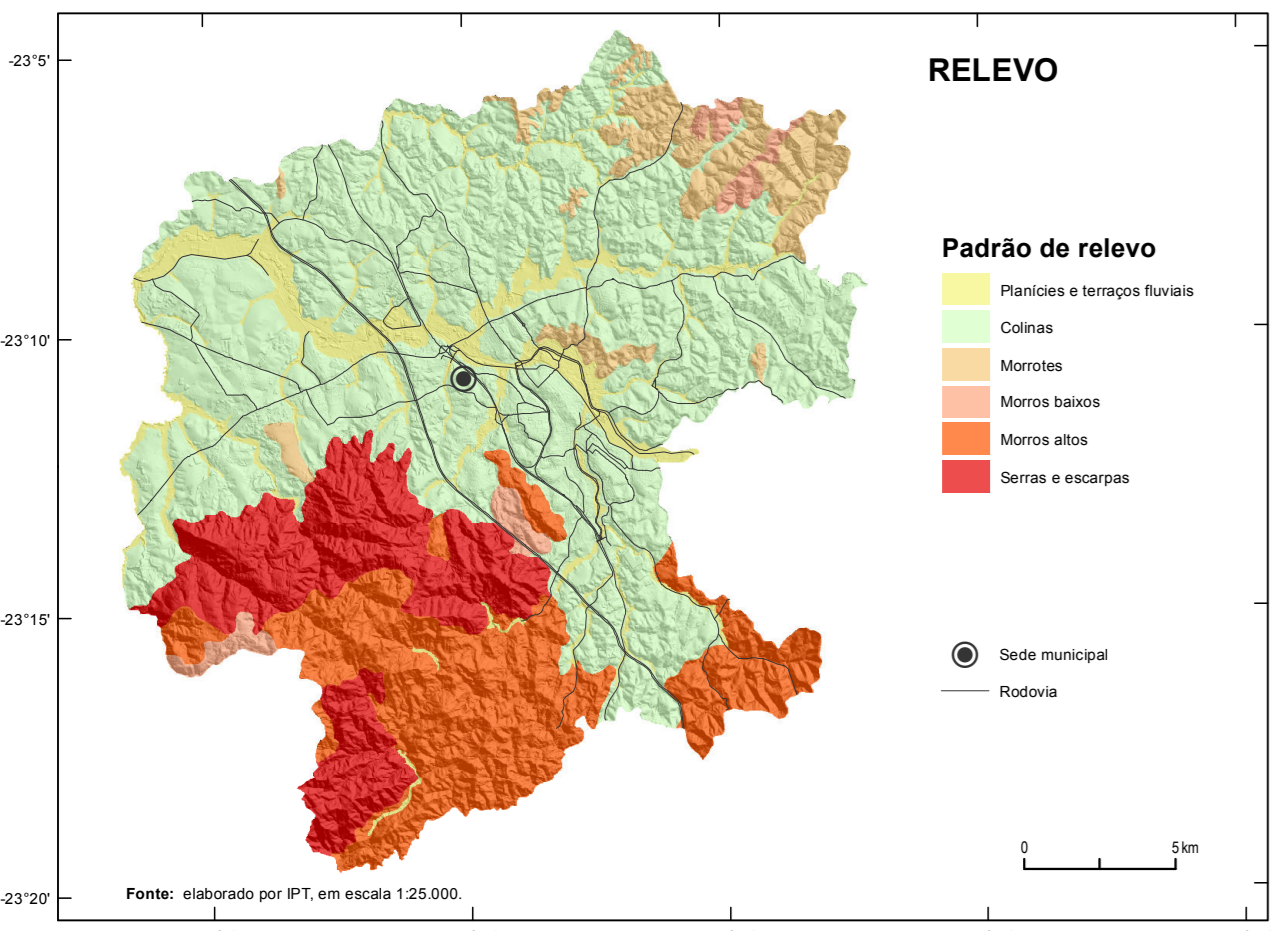 RELEVO
-23°5'
-23°10'
-23°15'
-23°20'
Padrão de relevo
Planícies e terraços fluviais
Colinas
Morrotes
Morros baixos
Morros altos
Serras e escarpas
Sede municipal
Rodovia
0 5 km
Fonte: elaborado por IPT, em escala 1:25.000.